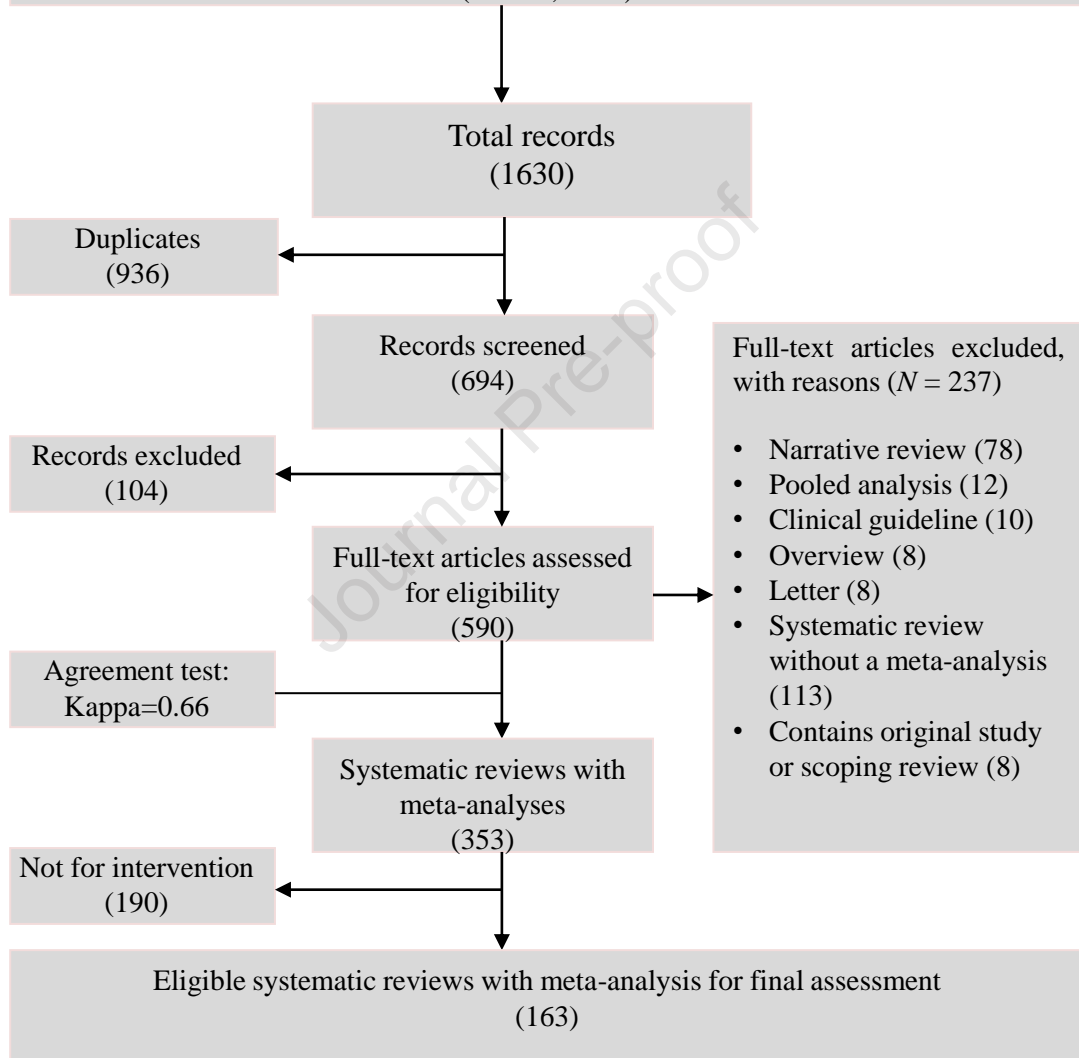 Total records
(1630)
Duplicates
(936)
Records screened
(694)
Records excluded
(104)
Full-text articles assessed
for eligibility
(590)
Full-text articles excluded,
with reasons (N = 237)
• Narrative review (78)
• Pooled analysis (12)
• Clinical guideline (10)
• Overview (8)
• Letter (8)
• Systematic review
without a meta-analysis
(113)
• Contains original study
or scoping review (8)
Agreement test:
Kappa=0.66
Systematic reviews with
meta-analyses
(353)
Not for intervention
(190)
Eligible systematic reviews with meta-analysis for final assessment
(163)
Journal Pre-proof